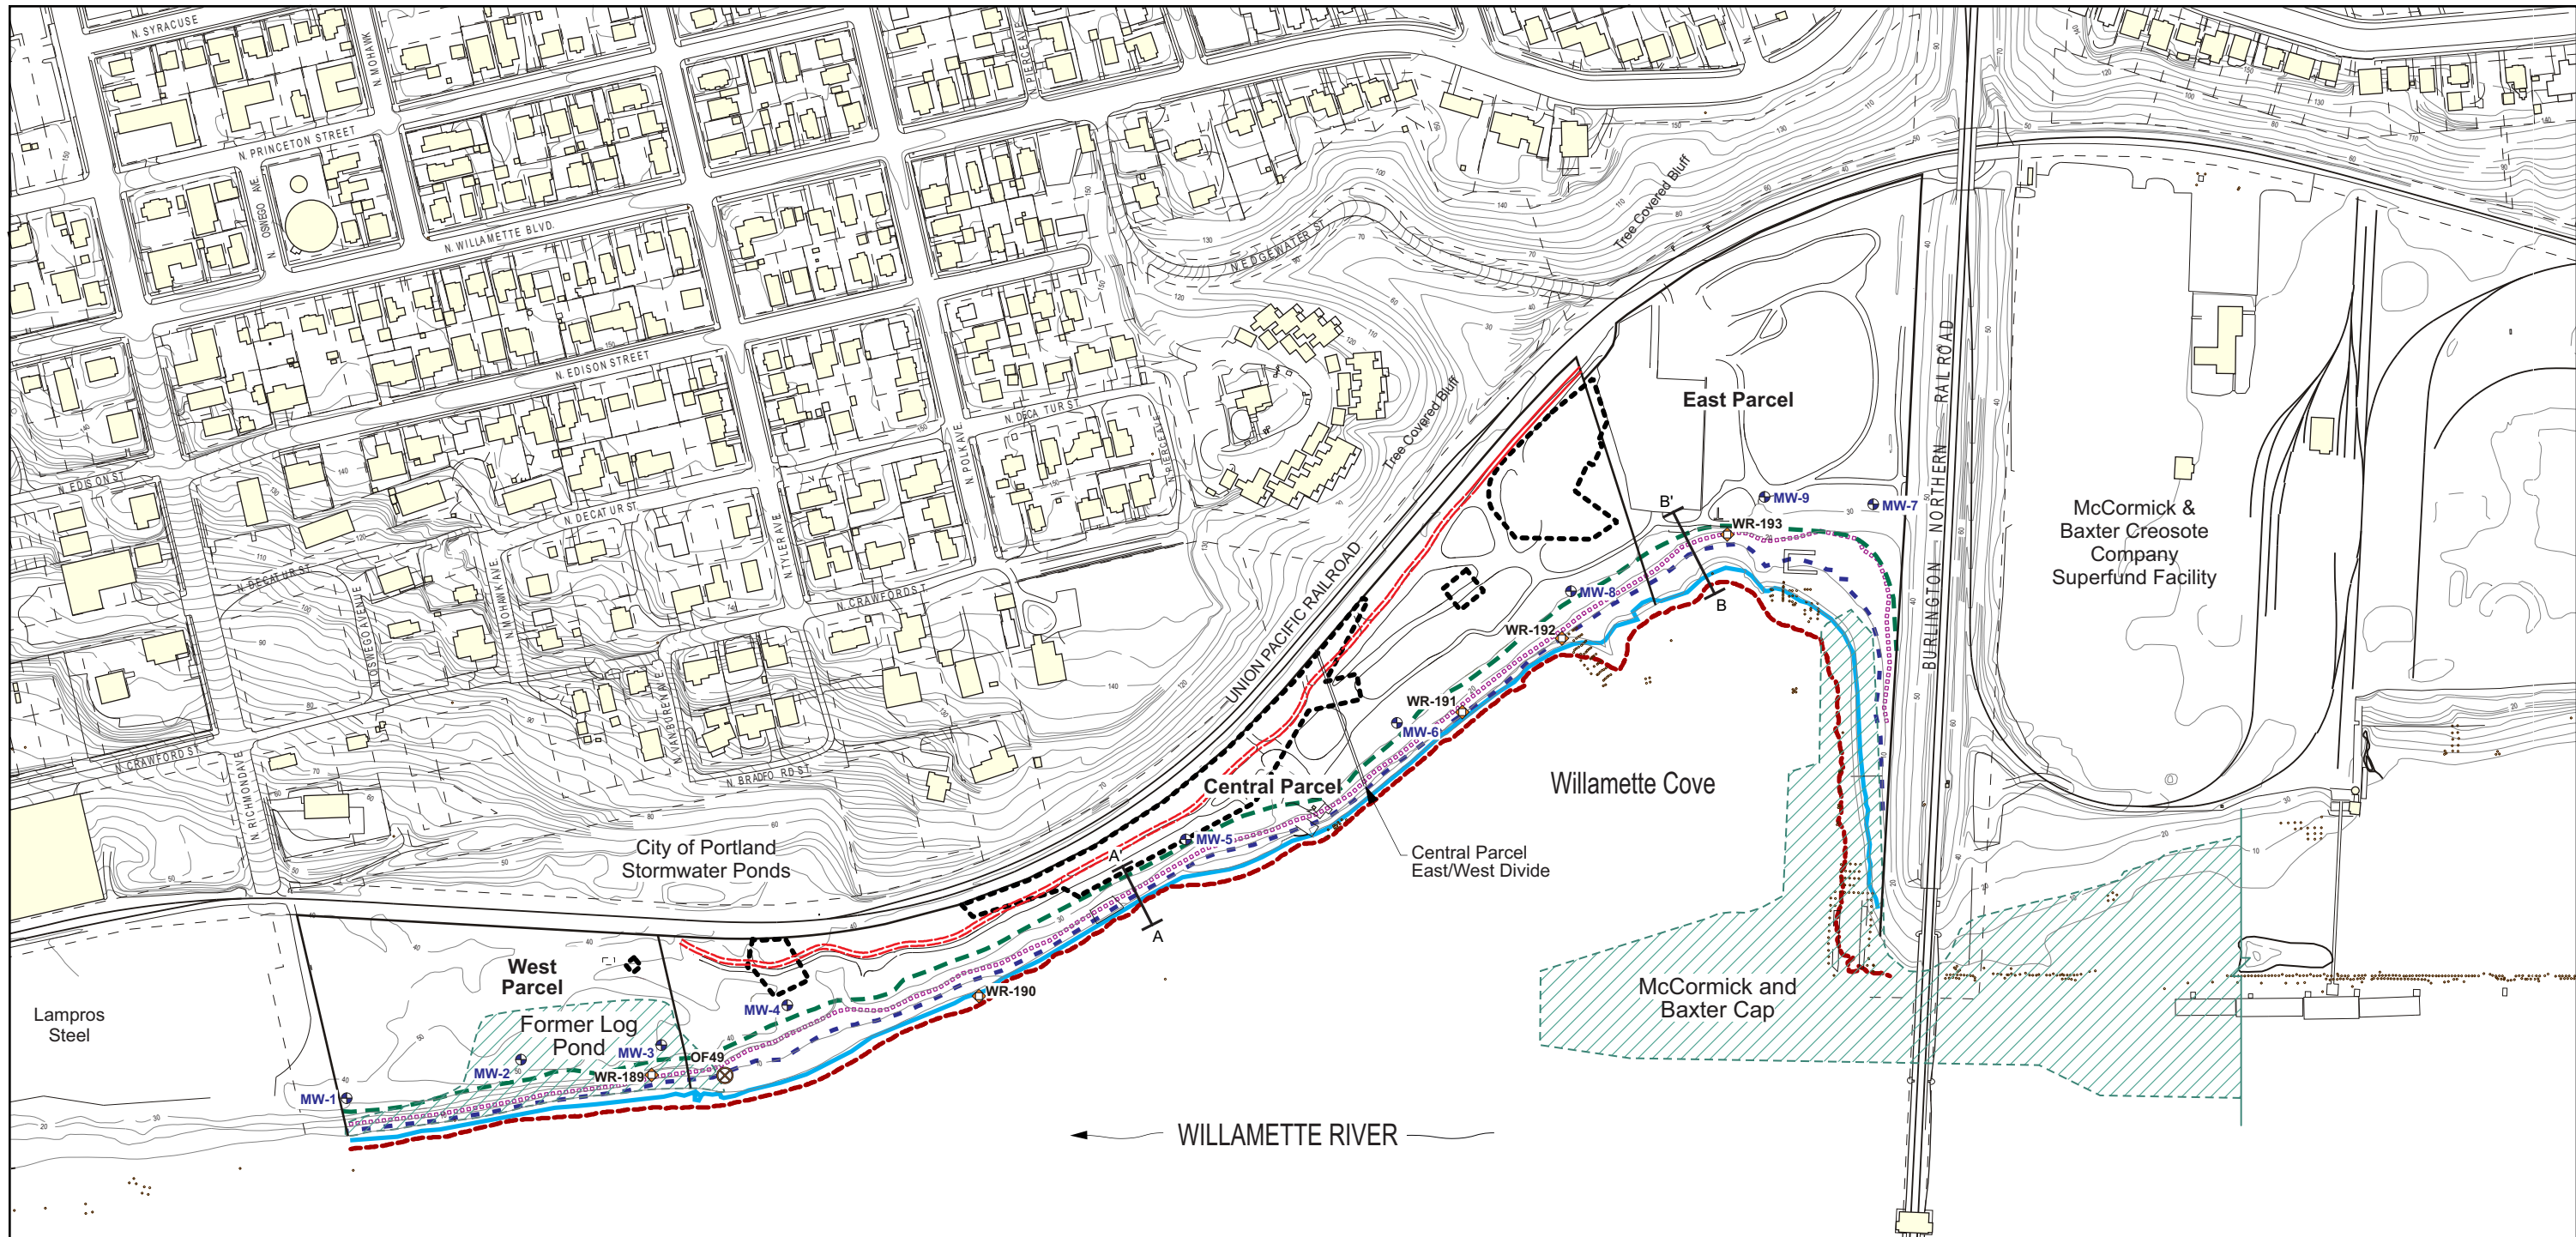 N. SYRACUSE
N. MOHAWK
N. PIERCE AVE.
N. PRINCETON STREET
N. OSWEGO AVE.
N. WILLAMETTE BLVD.
N. EDGEWATER ST
Tree Covered Bluff
N. EDISON STREET
N. DECATUR ST.
N. POLK AVE.
N. PIERCE AVE
Tree Covered Bluff
East Parcel
BURLINGTON NORTHERN RAILROAD
N. EDISON ST
N. DECATUR ST.
N. TYLER AVE.
N. DECATUR ST.
N. MOHAWK AVE.
N. CRAWFORD ST.
UNION PACIFIC RAILROAD
B'
MW-9
MW-7
WR-193
McCormick &
Baxter Creosote
Company
Superfund Facility
MW-8
B
WR-192
OSWEGO AVENUE
N. VAN BUREN AVE.
WR-191
MW-6
N. CRAWFORD ST.
N. RICHMOND AVE.
N. BRADFORD ST.
Central Parcel
Willamette Cove
City of Portland
Stormwater Ponds
MW-5
A'
Central Parcel
East/West Divide
A
West
Parcel
WR-190
McCormick and
Baxter Cap
Lampros
Steel
MW-4
Former Log
Pond
MW-3
OF49
MW-2
WR-189
MW-1
WILLAMETTE RIVER